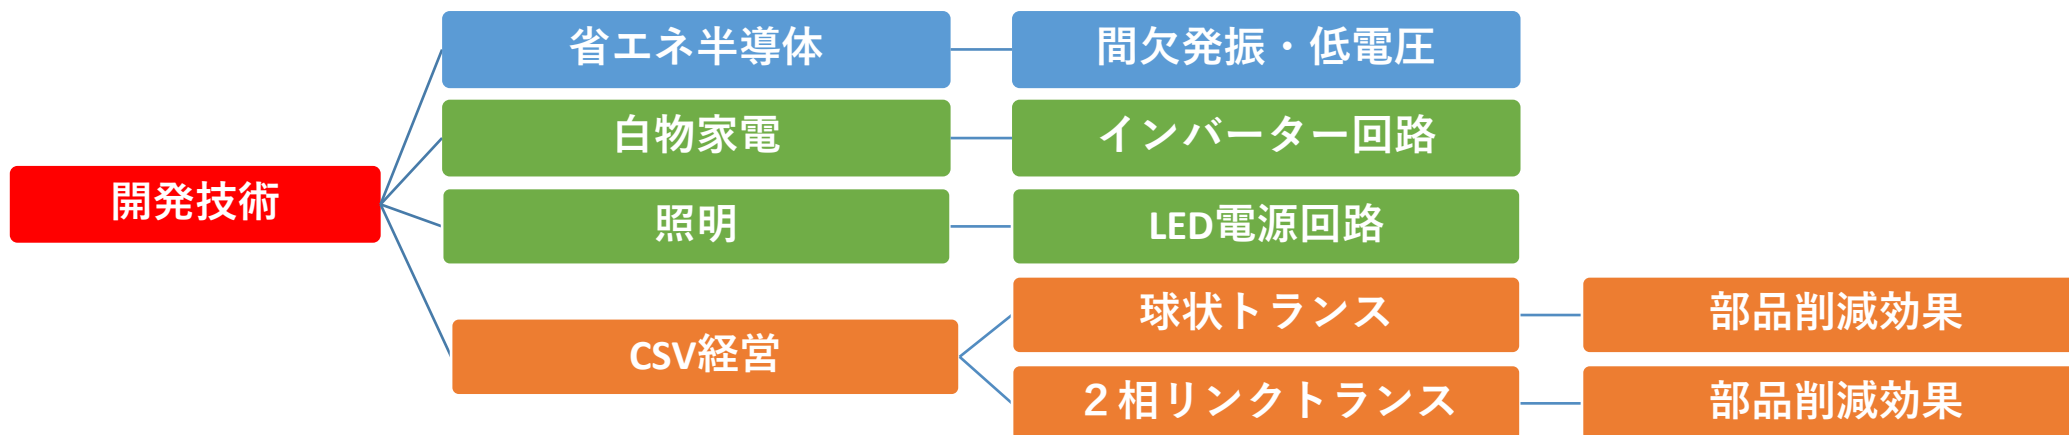 省エネ半導体
間欠発振・低電圧
白物家電
インバーター回路
開発技術
照明
LED電源回路
球状トランス
部品削減効果
CSV経営
２相リンクトランス
部品削減効果